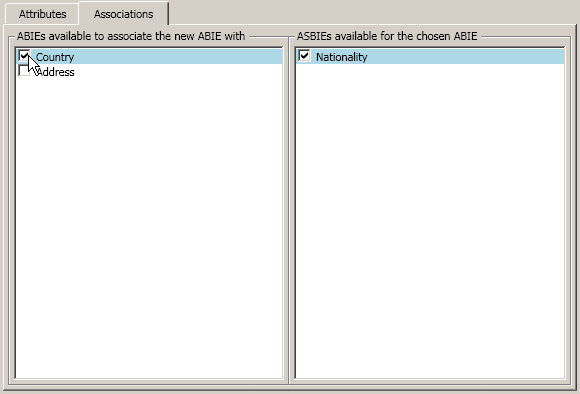 Attributes
Associations
ABIEs available to associate the new ABIE with
ASBIEs available for the chosen ABIE
Country
Nationality
Address